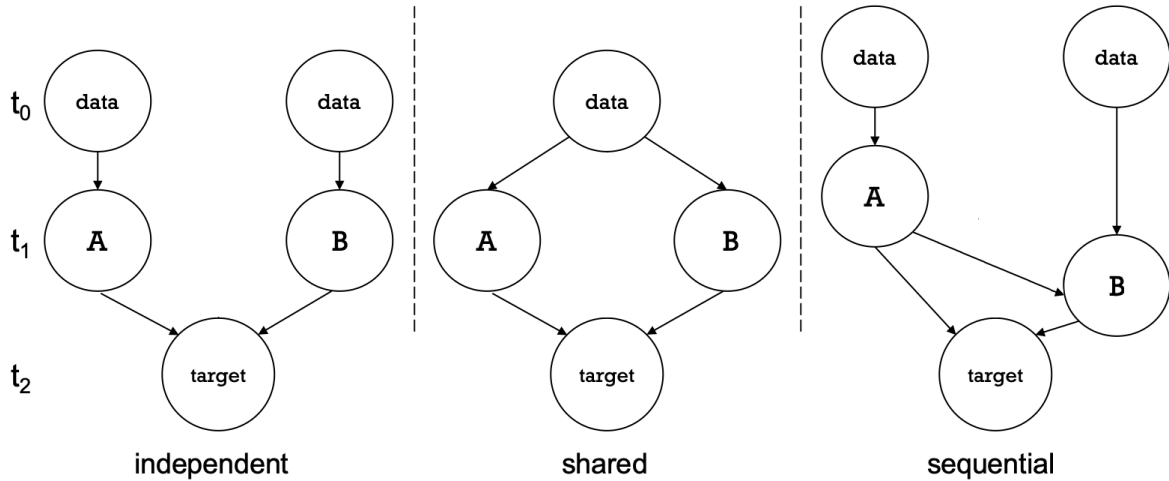 data
data
t0
data
data
data
A
t1
A
B
A
B
B
t2
target
target
target
independent
shared
sequential